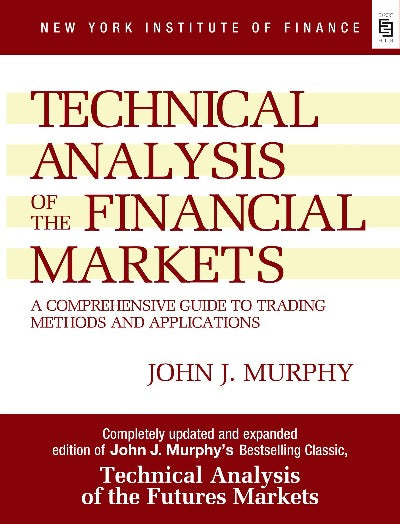 NEW YORK INSTITUTE OF FINANCE
TECHNICAL
ANALYSIS
OF THE FINANCIAL
MARKETS
A COMPREHENSIVE GUIDE TO TRADING
METHODS AND APPLICATIONS
JOHN J. MURPHY
Completely updated and expanded
edition of John J. Murphy's Bestselling Classic,
Technical Analysis
of the Futures Markets